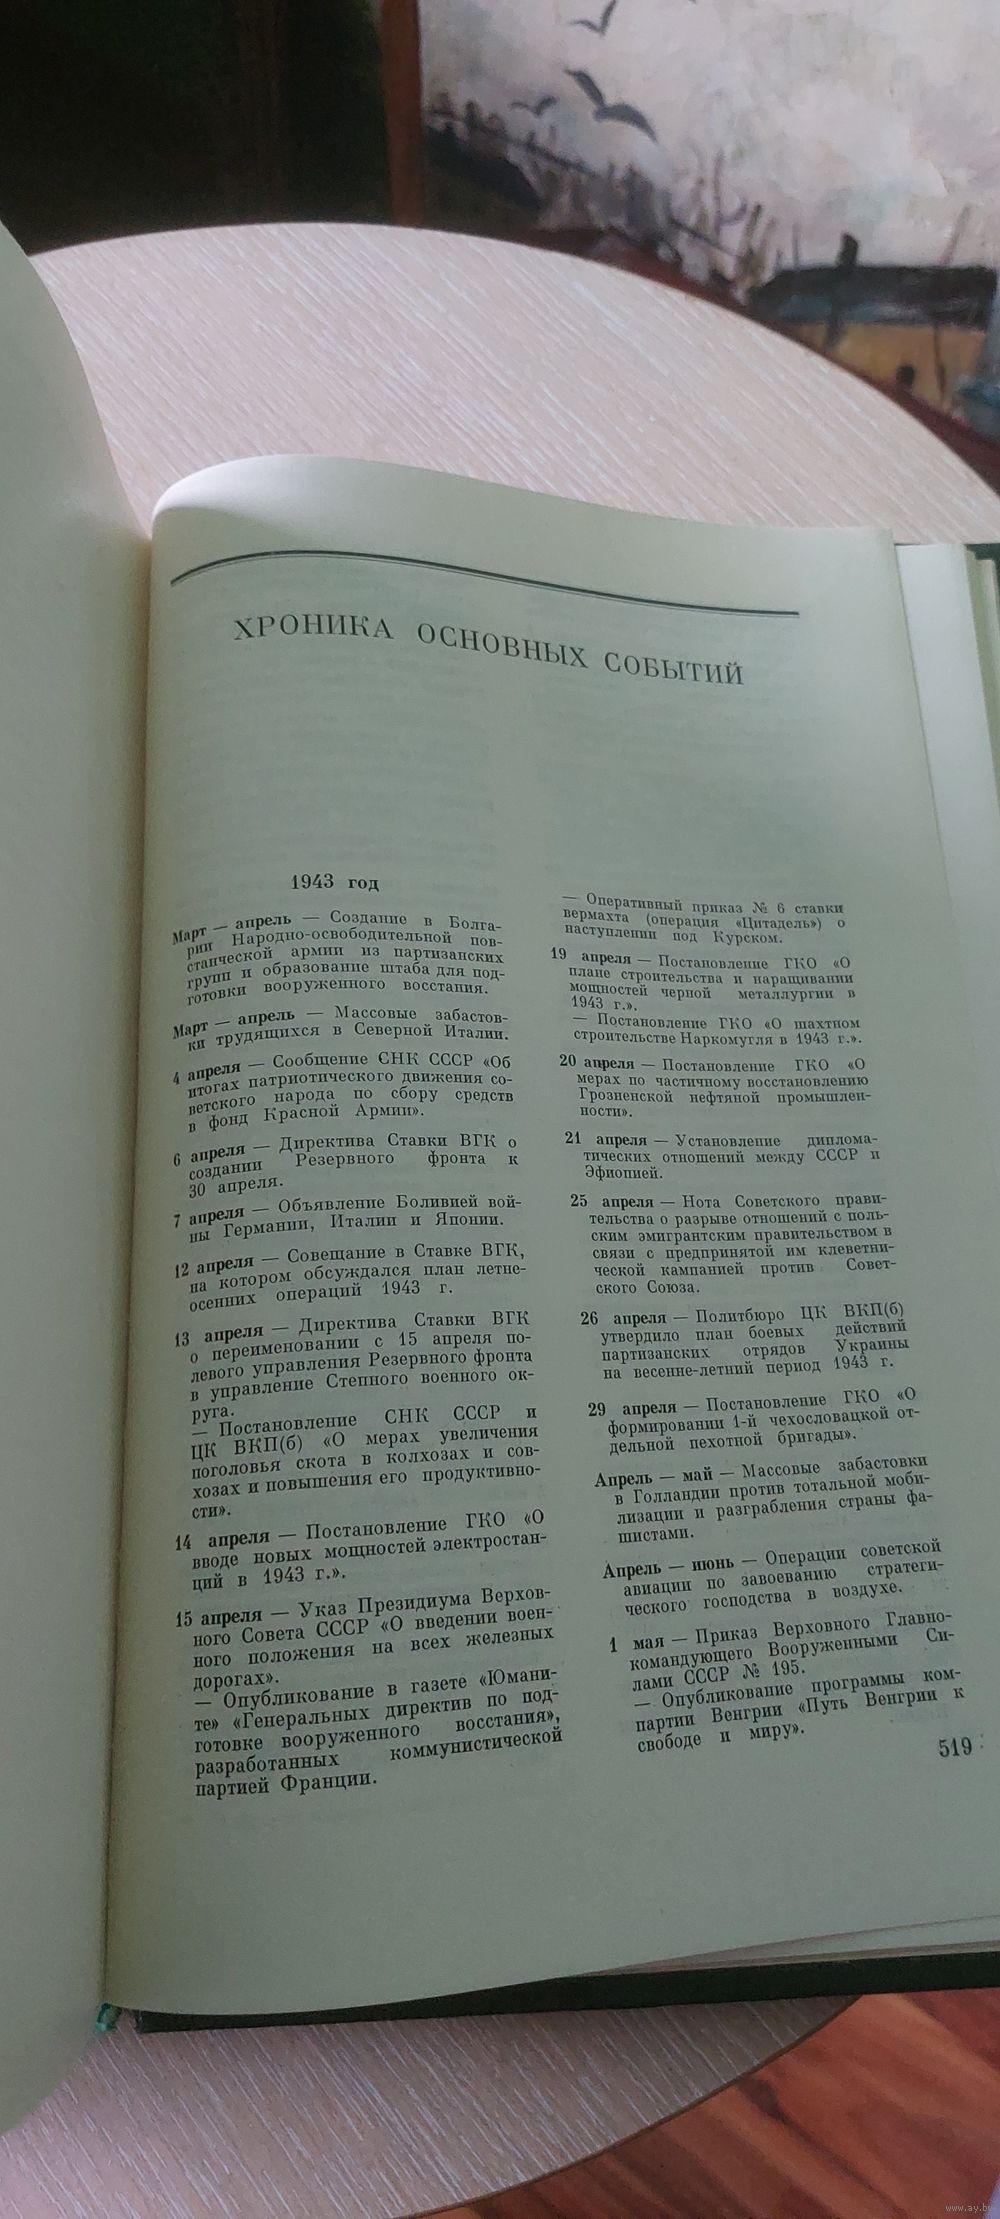 ХРОНИКА ОСНОВНЫХ СОБЫТИЙ
1943 год
Март — апрель — Создание в Болга-
рии Народно-освободительной пов-
станческой армии из партизанских
групп и образование штаба для под-
готовки вооруженного восстания.
Март — апрель — Массовые забастов-
ки трудящихся в Северной Италии.
4 апреля — Сообщение СНК СССР «Об
итогах патриотического движения со-
ветского народа по сбору средств
в фонд Красной Армии».
6 апреля — Директива Ставки ВГК о
создании Резервного фронта к
30 апреля.
7 апреля — Объявление Боливией вой-
ны Германии, Италии и Японии.
12 апреля — Совещание в Ставке ВГК,
на котором обсуждался план летне-
осенних операций 1943 г.
13 апреля — Директива Ставки ВГК
о переименовании с 15 апреля по-
левого управления Резервного фронта
в управление Степного военного ок-
руга.
— Постановление СНК СССР и
ЦК ВКП(б) «О мерах увеличения
поголовья скота в колхозах и сов-
хозах и повышения его продуктивно-
сти».
14 апреля — Постановление ГКО «О
вводе новых мощностей электростан-
ций в 1943 г.».
15 апреля — Указ Президиума Верхов-
ного Совета СССР «О введении воен-
ного положения на всех железных
дорогах».
— Опубликование в газете «Юмани-
те» «Генеральных директив по под-
готовке вооруженного восстания»,
разработанных коммунистической
партией Франции.
— Оперативный приказ № 6 ставки
вермахта (операция «Цитадель») о
наступлении под Курском.
19 апреля — Постановление ГКО «О
плане строительства и наращивании
мощностей черной металлургии в
1943 г.».
— Постановление ГКО «О шахтном
строительстве Наркомугля в 1943 г.».
20 апреля — Постановление ГКО «О
мерах по частичному восстановлению
Грозненской нефтяной промышлен-
ности».
21 апреля — Установление диплома-
тических отношений между СССР и
Эфиопией.
25 апреля — Нота Советского прави-
тельства о разрыве отношений с поль-
ским эмигрантским правительством в
связи с предпринятой им клеветни-
ческой кампанией против Совет-
ского Союза.
26 апреля — Политбюро ЦК ВКП(б)
утвердило план боевых действий
партизанских отрядов Украины
на весенне-летний период 1943 г.
29 апреля — Постановление ГКО «О
формировании 1-й чехословацкой от-
дельной пехотной бригады».
Апрель — май — Массовые забастовки
в Голландии против тотальной моби-
лизации и разграбления страны фа-
шистами.
Апрель — июнь — Операции советской
авиации по завоеванию стратеги-
ческого господства в воздухе.
1 мая — Приказ Верховного Главно-
командующего Вооруженными Си-
лами СССР № 195.
— Опубликование программы ком-
партии Венгрии «Путь Венгрии к
свободе и миру».
519
www.ay.by